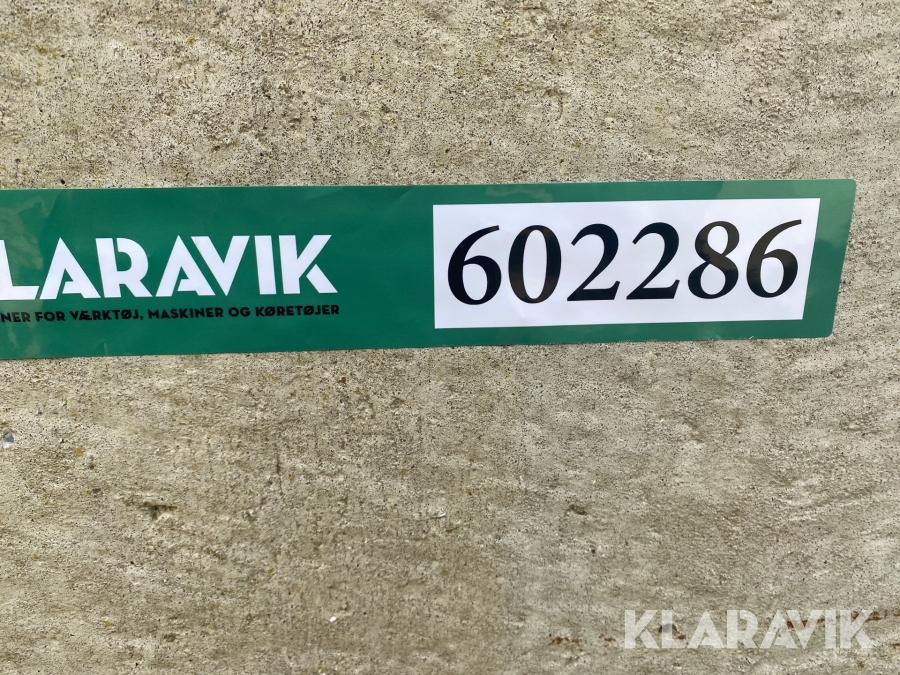 LARAVIK
NER FOR VÆRKTØJ, MASKINER OG KØRETØJER
602286
KLARAVIK